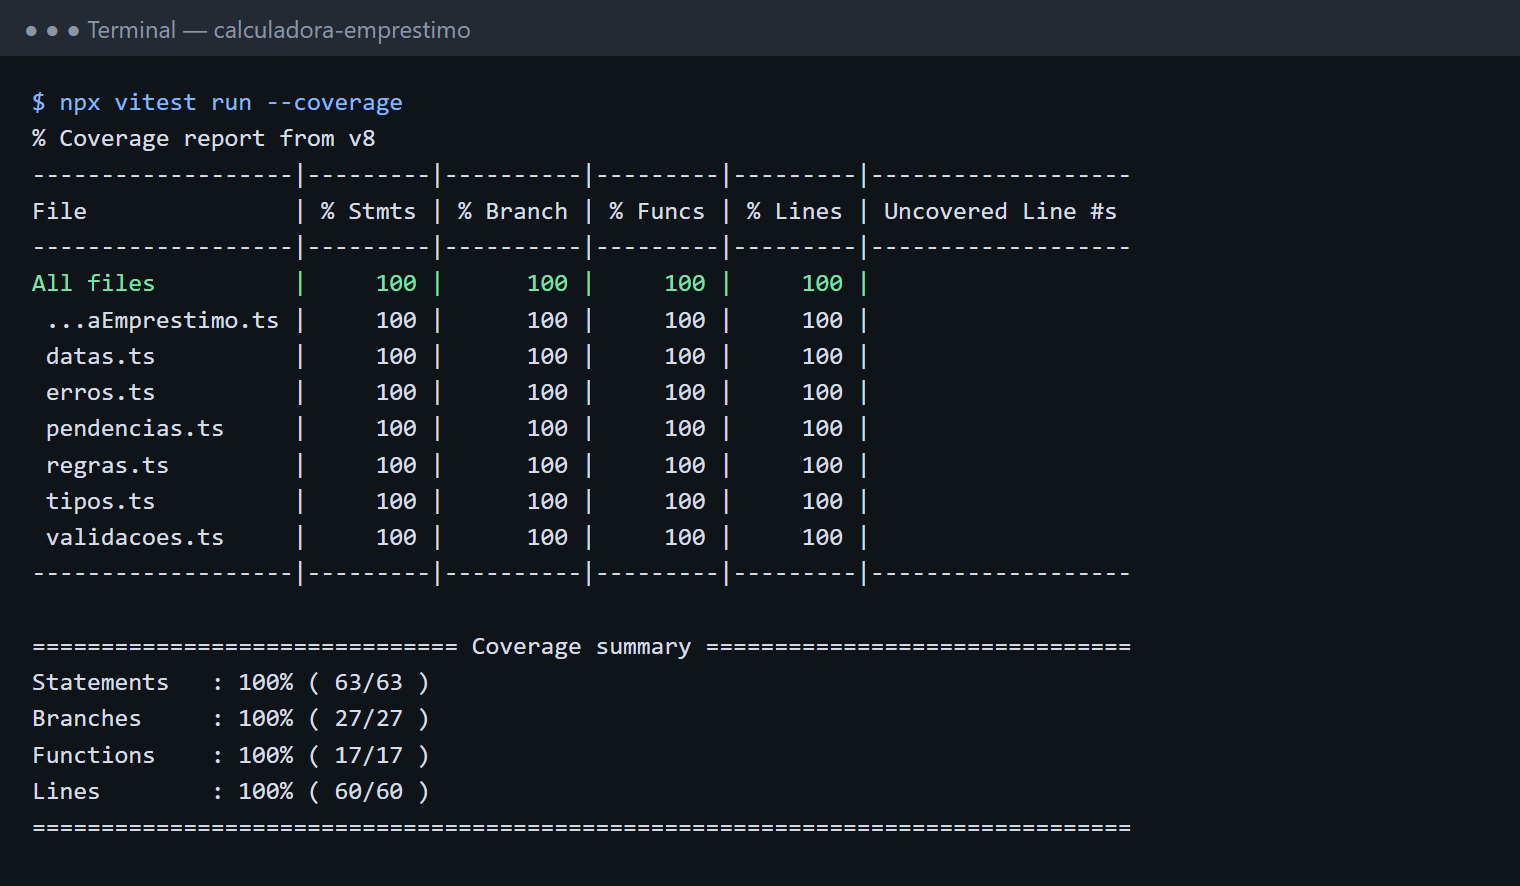 ● ● ● Terminal — calculadora-emprestimo
$ npx vitest run --coverage
% Coverage report from v8
-------------------|---------|----------|---------|---------|-------------------
File               | % Stmts | % Branch | % Funcs | % Lines | Uncovered Line #s
-------------------|---------|----------|---------|---------|-------------------
All files          |     100 |      100 |     100 |     100 |
 ...aEmprestimo.ts |     100 |      100 |     100 |     100 |
 datas.ts          |     100 |      100 |     100 |     100 |
 erros.ts          |     100 |      100 |     100 |     100 |
 pendencias.ts     |     100 |      100 |     100 |     100 |
 regras.ts         |     100 |      100 |     100 |     100 |
 tipos.ts          |     100 |      100 |     100 |     100 |
 validacoes.ts     |     100 |      100 |     100 |     100 |
-------------------|---------|----------|---------|---------|-------------------
=============================== Coverage summary ===============================
Statements   : 100% ( 63/63 )
Branches     : 100% ( 27/27 )
Functions    : 100% ( 17/17 )
Lines        : 100% ( 60/60 )
================================================================================